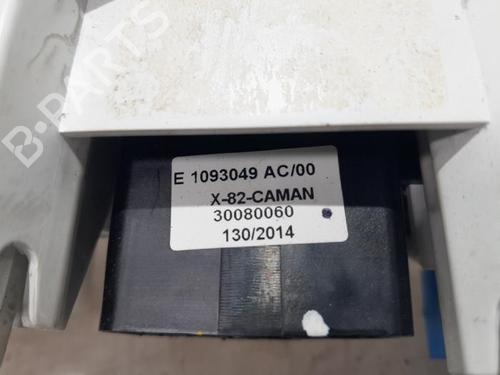 B-PARTS
E 1093049 AC/00
X-82-CAMAN
30080060
130/2014